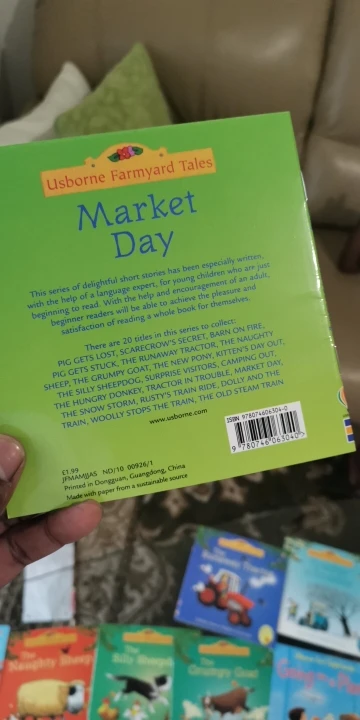 Usborne Farmyard Tales
Market
Day
This series of delightful short stories has been especially written,
with the help of a language expert, for young children who are just
beginning to read. With the help and encouragement of an adult,
beginner readers will be able to achieve the pleasure and
satisfaction of reading a whole book for themselves.
There are 20 titles in this series to collect:
PIG GETS LOST, SCARECROW'S SECRET, BARN ON FIRE,
PIG GETS STUCK, THE RUNAWAY TRACTOR, THE NAUGHTY
SHEEP, THE GRUMPY GOAT, THE NEW PONY, KITTEN'S DAY OUT,
THE SILLY SHEEPDOG, SURPRISE VISITORS, CAMPING OUT,
THE HUNGRY DONKEY, TRACTOR IN TROUBLE, MARKET DAY,
THE SNOW STORM, RUSTY'S TRAIN RIDE, DOLLY AND THE
TRAIN, WOOLLY STOPS THE TRAIN, THE OLD STEAM TRAIN
www.usborne.com
ISBN 978074606304-0
9 780746 063040
£1.99
JFMAMJJAS ND/10 00926/1
Printed in Dongguan, Guangdong, China
Made with paper from a sustainable source
The
Runaway Tractor
The
Naughty Sheep
The
Silly Sheepdog
The
Grumpy Goat